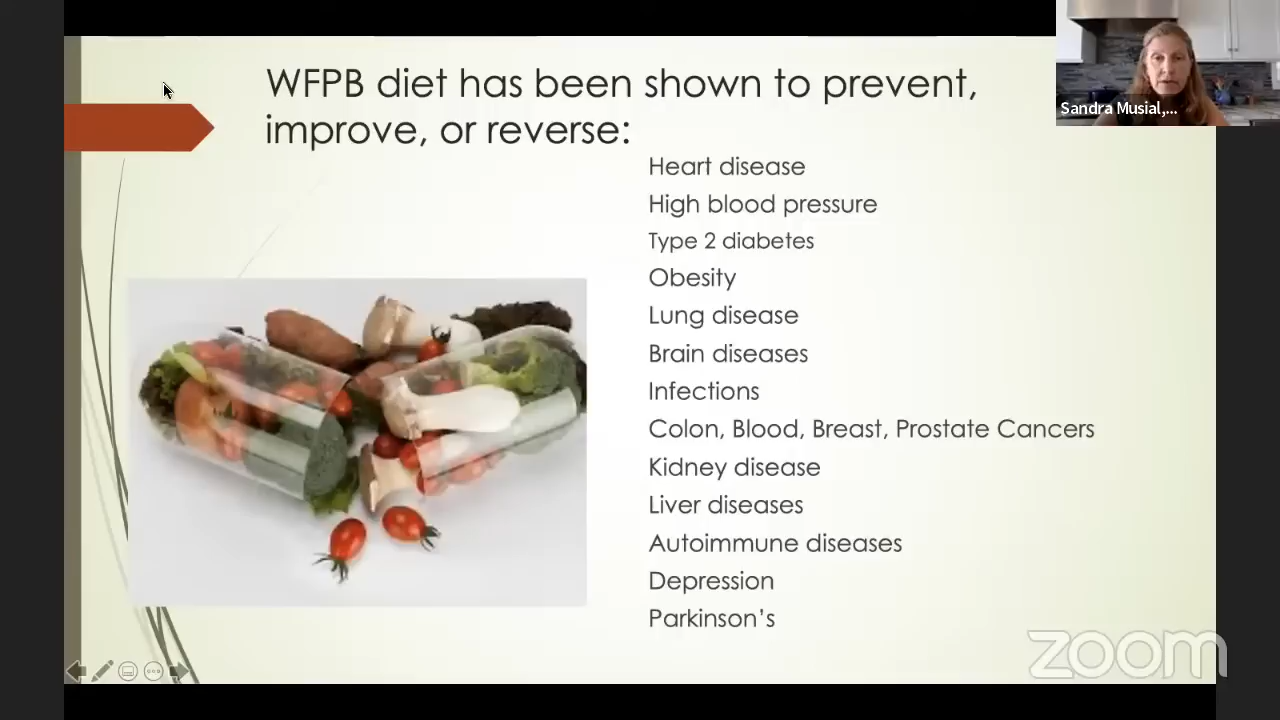 WFPB diet has been shown to prevent,
improve, or reverse:
Sandra Musial,...
Heart disease
High blood pressure
Type 2 diabetes
Obesity
Lung disease
Brain diseases
Infections
Colon, Blood, Breast, Prostate Cancers
Kidney disease
Liver diseases
Autoimmune diseases
Depression
Parkinson’s
zoom